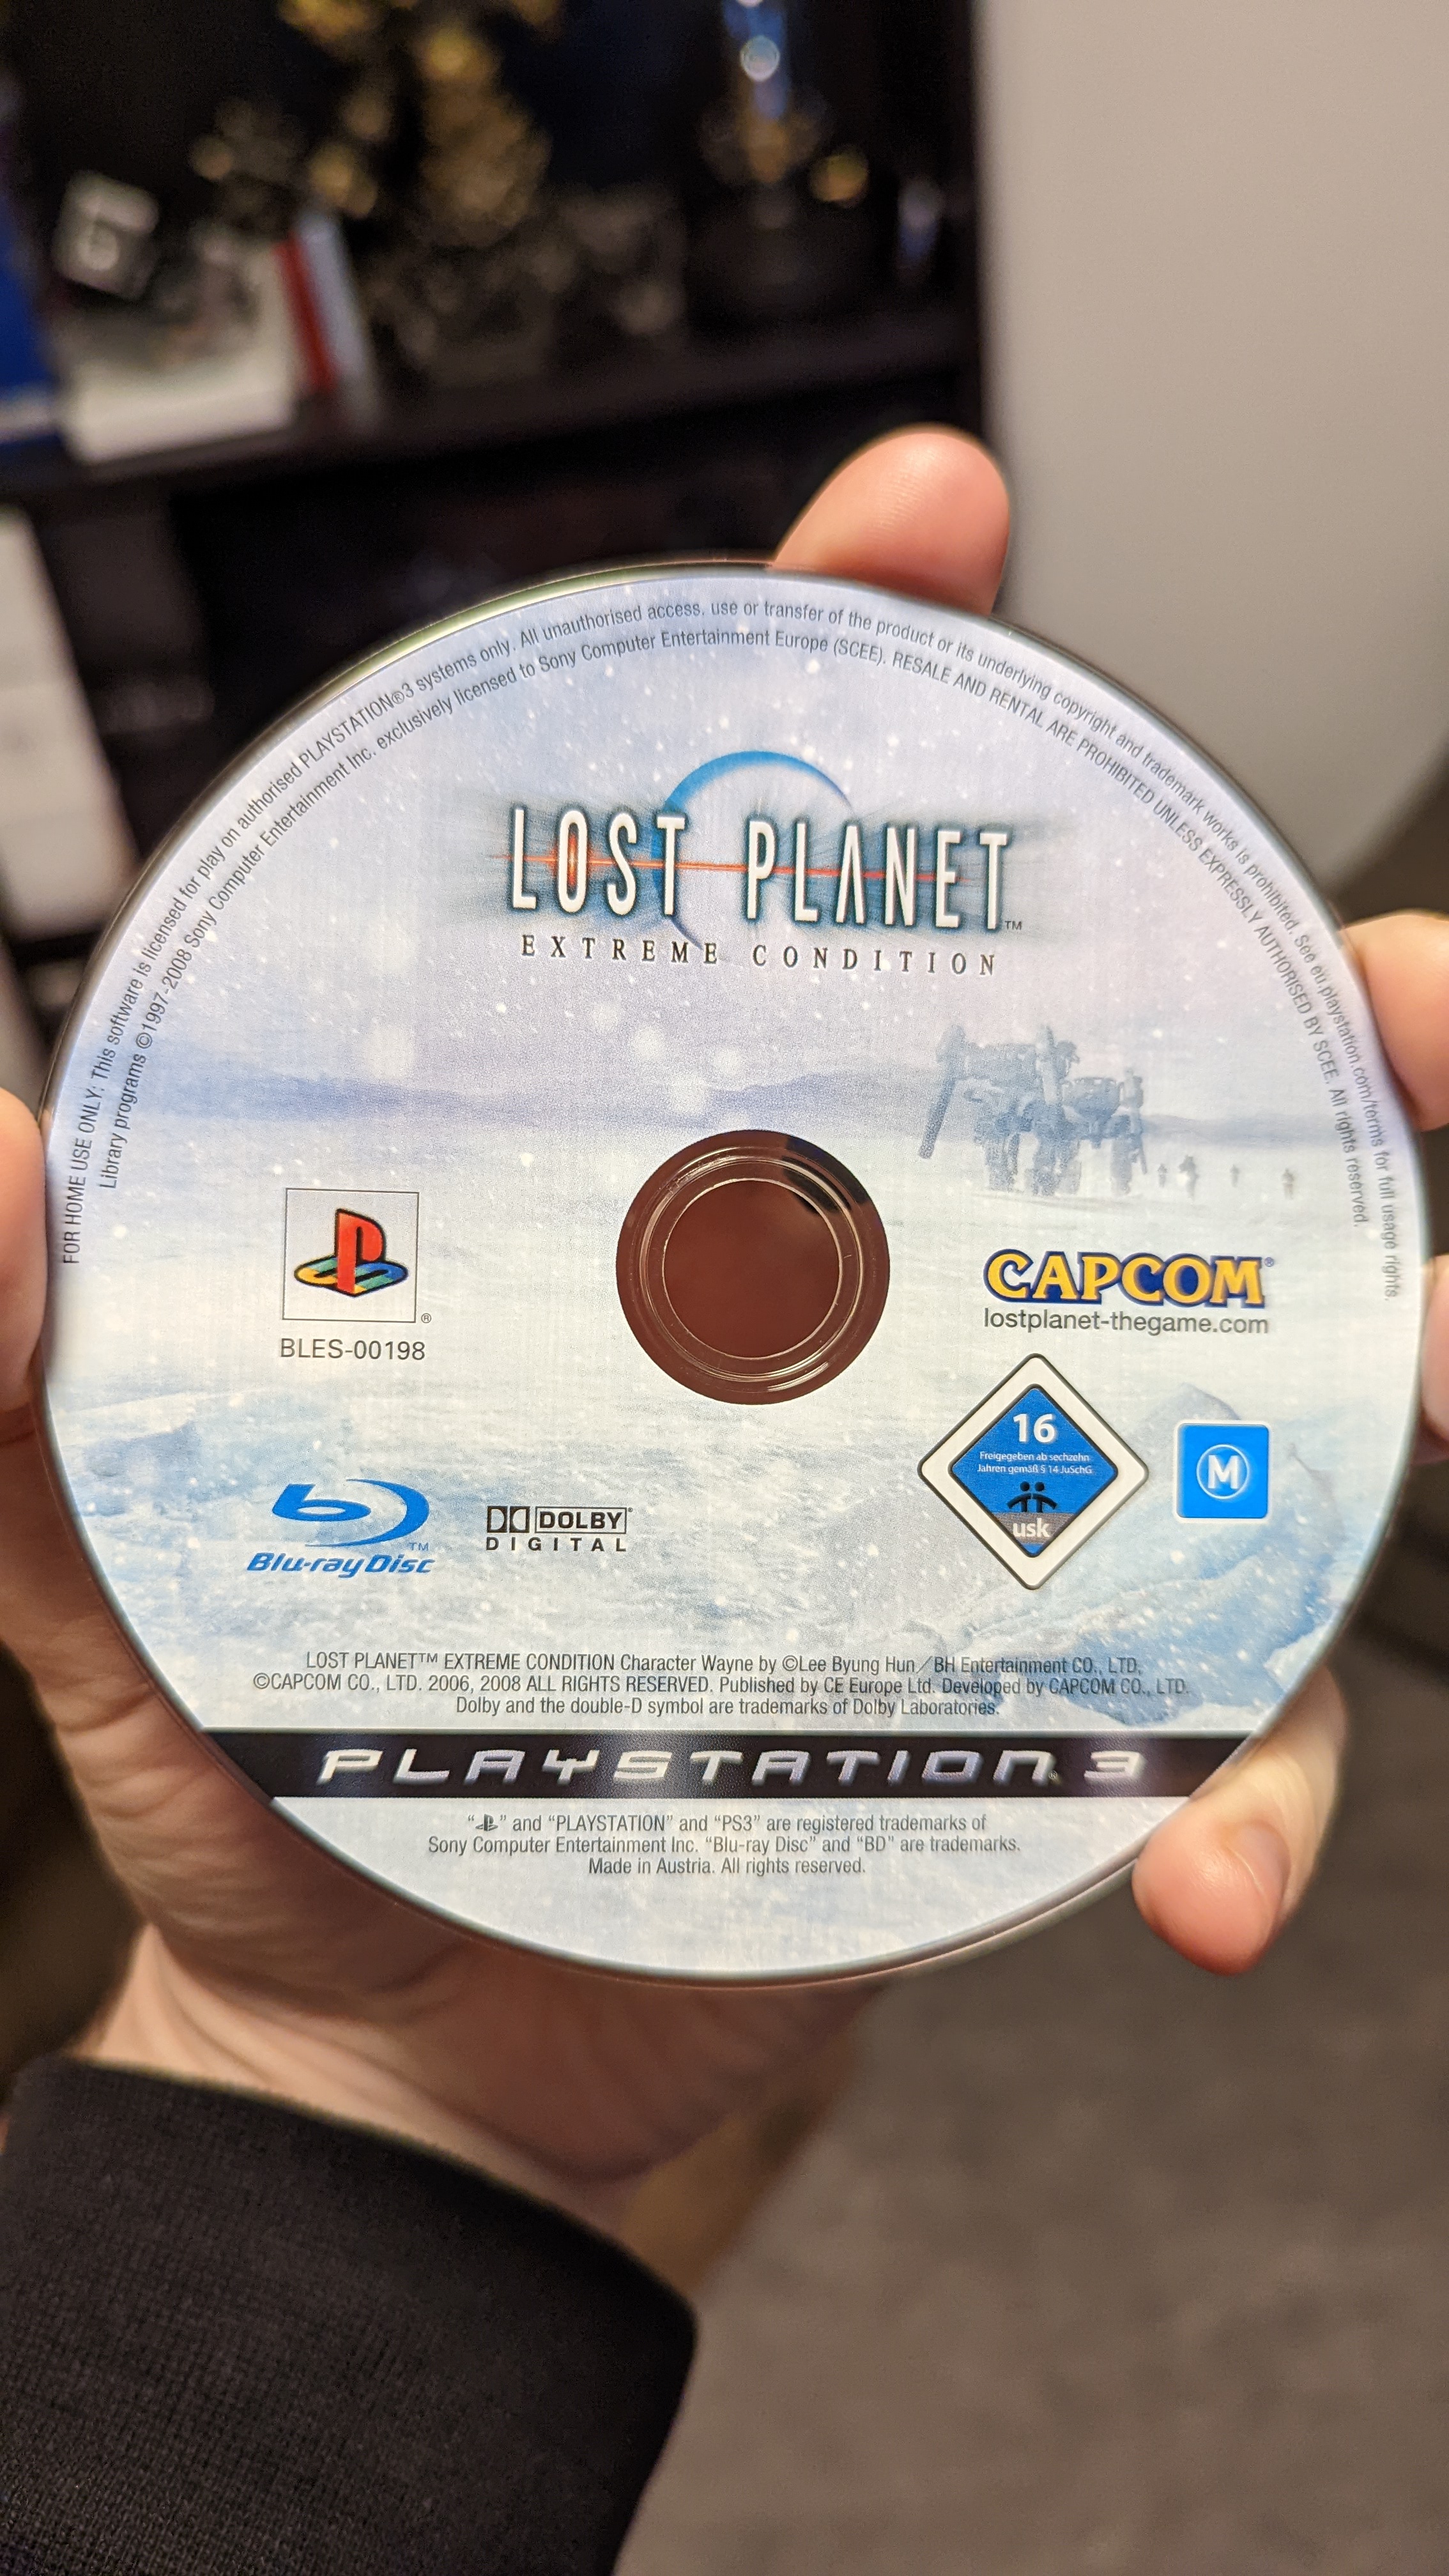 FOR HOME USE ONLY: This software is licensed for play on authorised PLAYSTATION®3 systems only. All unauthorised access, use or transfer of the product or its underlying copyright and trademark works is prohibited. See eu.playstation.com/terms for full usage rights.
Library programs ©1997-2008 Sony Computer Entertainment Inc. exclusively licensed to Sony Computer Entertainment Europe (SCEE). RESALE AND RENTAL ARE PROHIBITED UNLESS EXPRESSLY AUTHORISED BY SCEE. All rights reserved.
LOST PLANET™
EXTREME CONDITION
®
BLES-00198
CAPCOM®
lostplanet-thegame.com
16
Freigegeben ab sechzehn
Jahren gemäß § 14 JuSchG
usk
M
Blu-ray Disc™
DOLBY®
DIGITAL
LOST PLANET™ EXTREME CONDITION Character Wayne by ©Lee Byung Hun/BH Entertainment CO., LTD.
©CAPCOM CO., LTD. 2006, 2008 ALL RIGHTS RESERVED. Published by CE Europe Ltd. Developed by CAPCOM CO., LTD.
Dolby and the double-D symbol are trademarks of Dolby Laboratories.
PLAYSTATION®3
“ ” and “PLAYSTATION” and “PS3” are registered trademarks of
Sony Computer Entertainment Inc. “Blu-ray Disc” and “BD” are trademarks.
Made in Austria. All rights reserved.